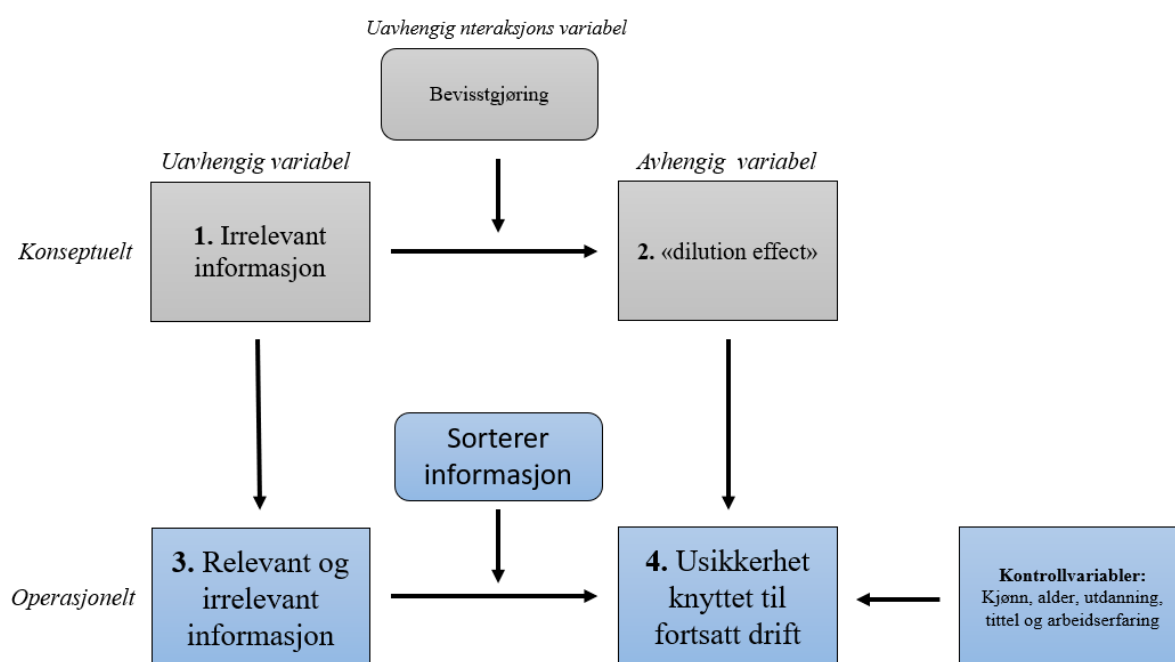 Uavhengig nteraksjons variabel
Bevisstgjøring
Uavhengig variabel
Avhengig variabel
Konseptuelt
1. Irrelevant
informasjon
2. «dilution effect»
Sorterer
informasjon
Operasjonelt
3. Relevant og
irrelevant
informasjon
4. Usikkerhet
knyttet til
fortsatt drift
Kontrollvariabler:
Kjønn, alder, utdanning,
tittel og arbeidserfaring